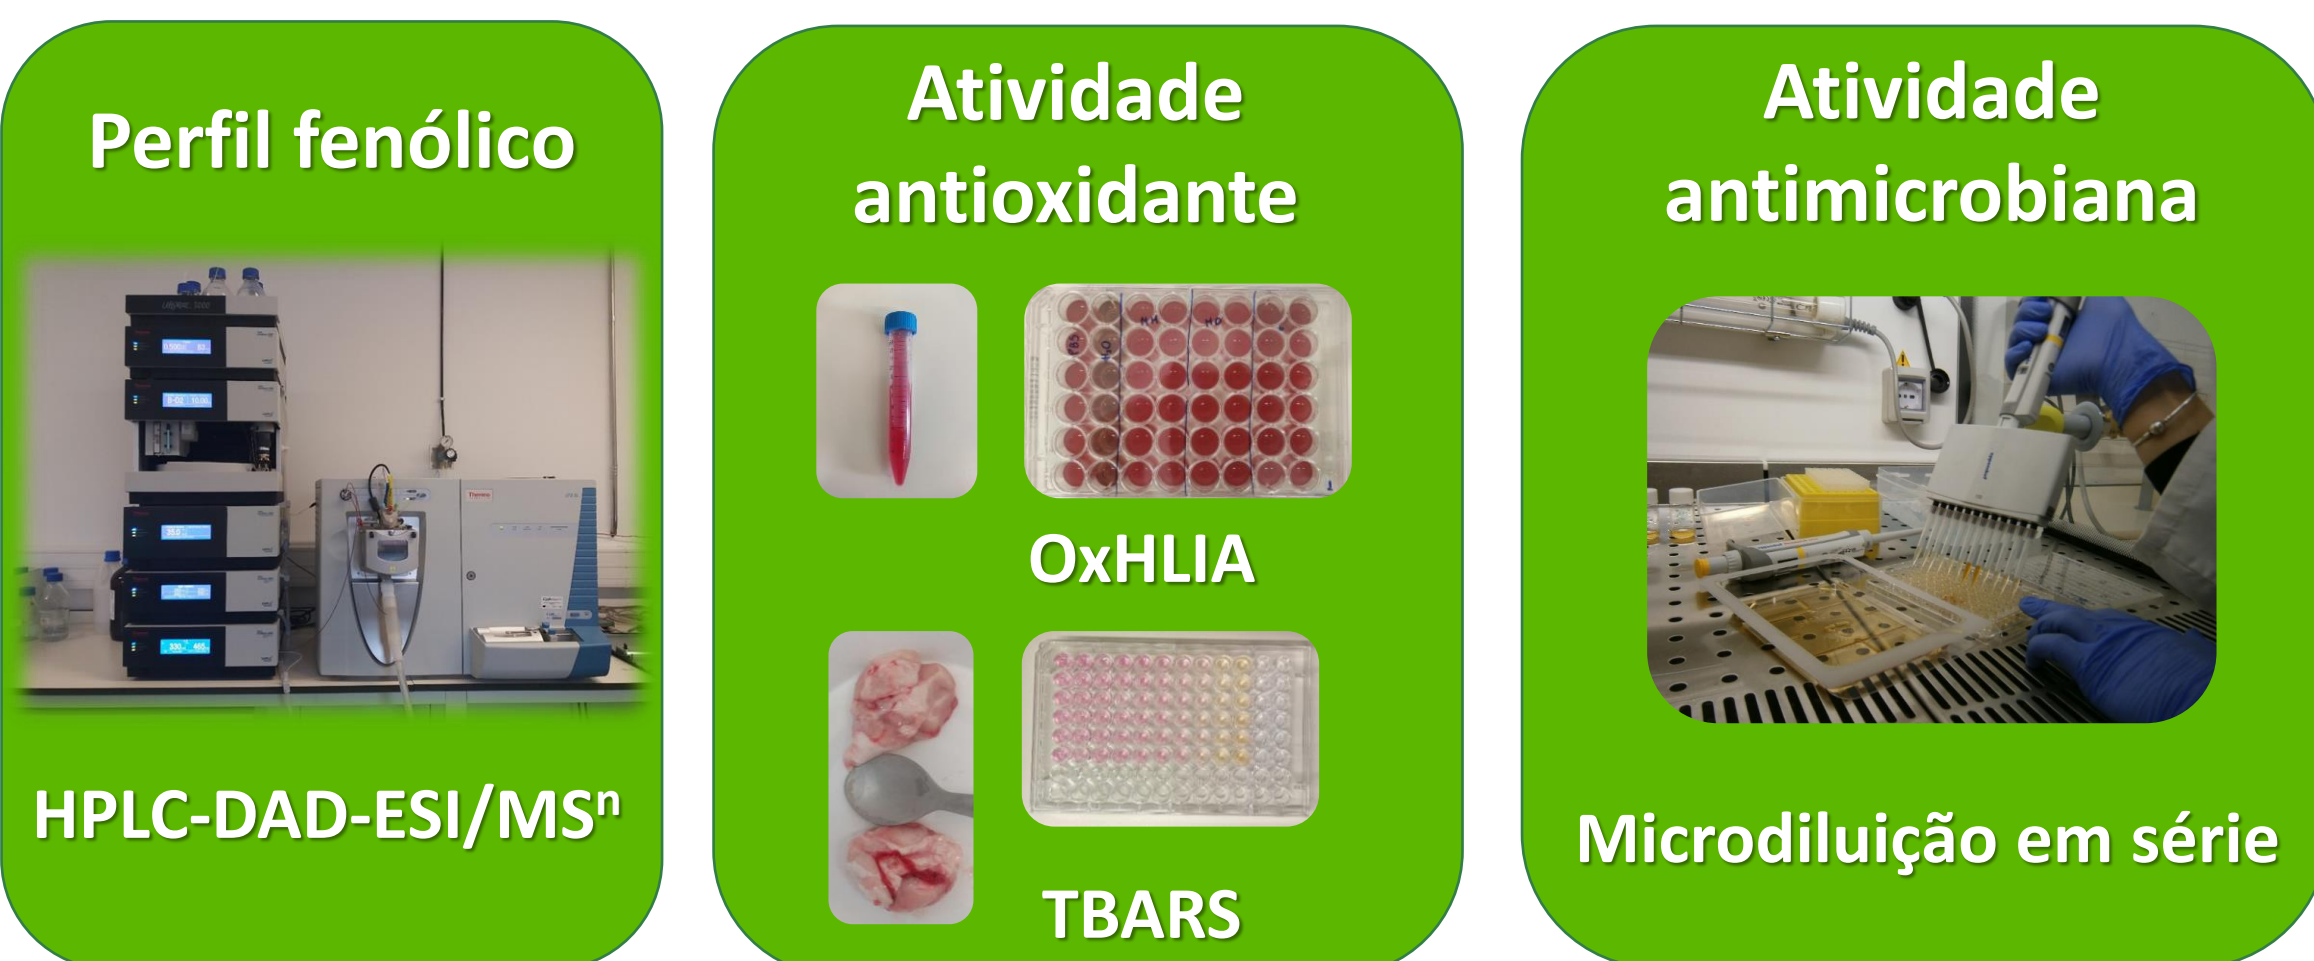 Perfil fenólico
HPLC-DAD-ESI/MSⁿ
Atividade
antioxidante
OxHLIA
TBARS
Atividade
antimicrobiana
Microdiluição em série